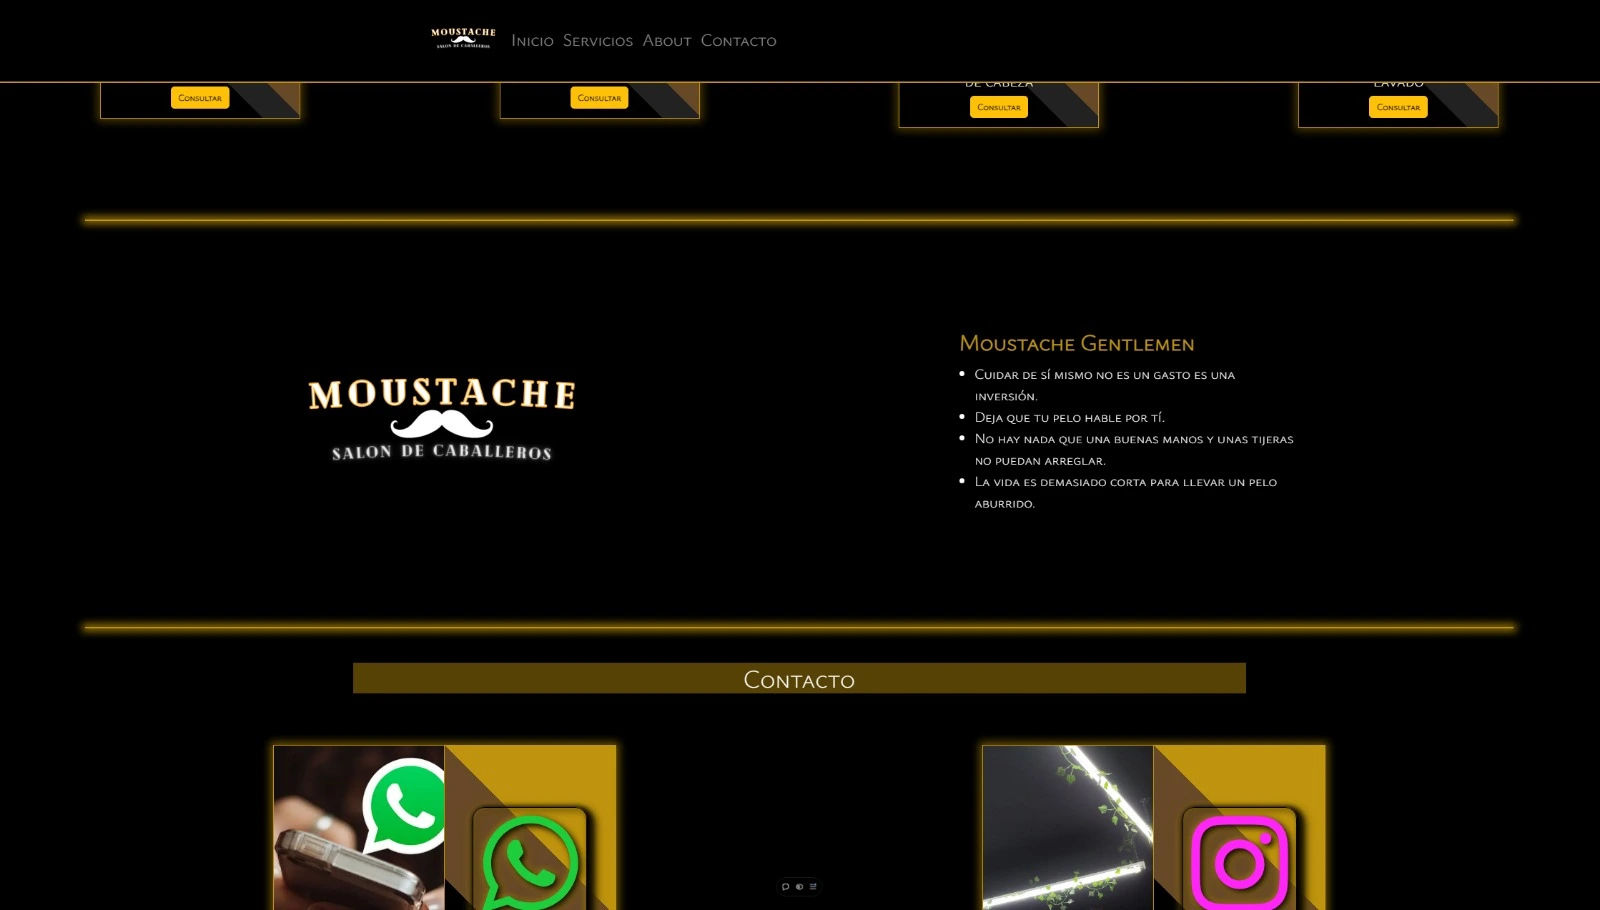 MOUSTACHE
SALON DE CABALLEROS
Inicio Servicios About Contacto
DE CABEZA
LAVADO
Consultar
Consultar
Consultar
Consultar
MOUSTACHE
SALON DE CABALLEROS
Moustache Gentlemen
Cuidar de sí mismo no es un gasto es una
inversión.
Deja que tu pelo hable por tí.
No hay nada que una buenas manos y unas tijeras
no puedan arreglar.
La vida es demasiado corta para llevar un pelo
aburrido.
Contacto